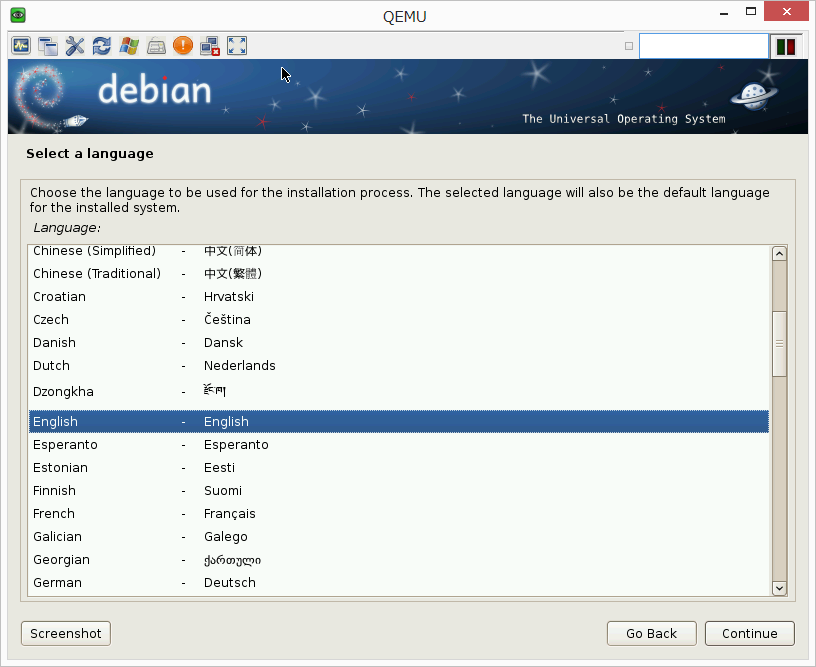 QEMU
debian
The Universal Operating System
Select a language
Choose the language to be used for the installation process. The selected language will also be the default language
for the installed system.
Language:
Chinese (Simplified) - 中文(简体)
Chinese (Traditional) - 中文(繁體)
Croatian - Hrvatski
Czech - Čeština
Danish - Dansk
Dutch - Nederlands
Dzongkha - རྫོང་ཁ།
English - English
Esperanto - Esperanto
Estonian - Eesti
Finnish - Suomi
French - Français
Galician - Galego
Georgian - ქართული
German - Deutsch
Screenshot Go Back Continue